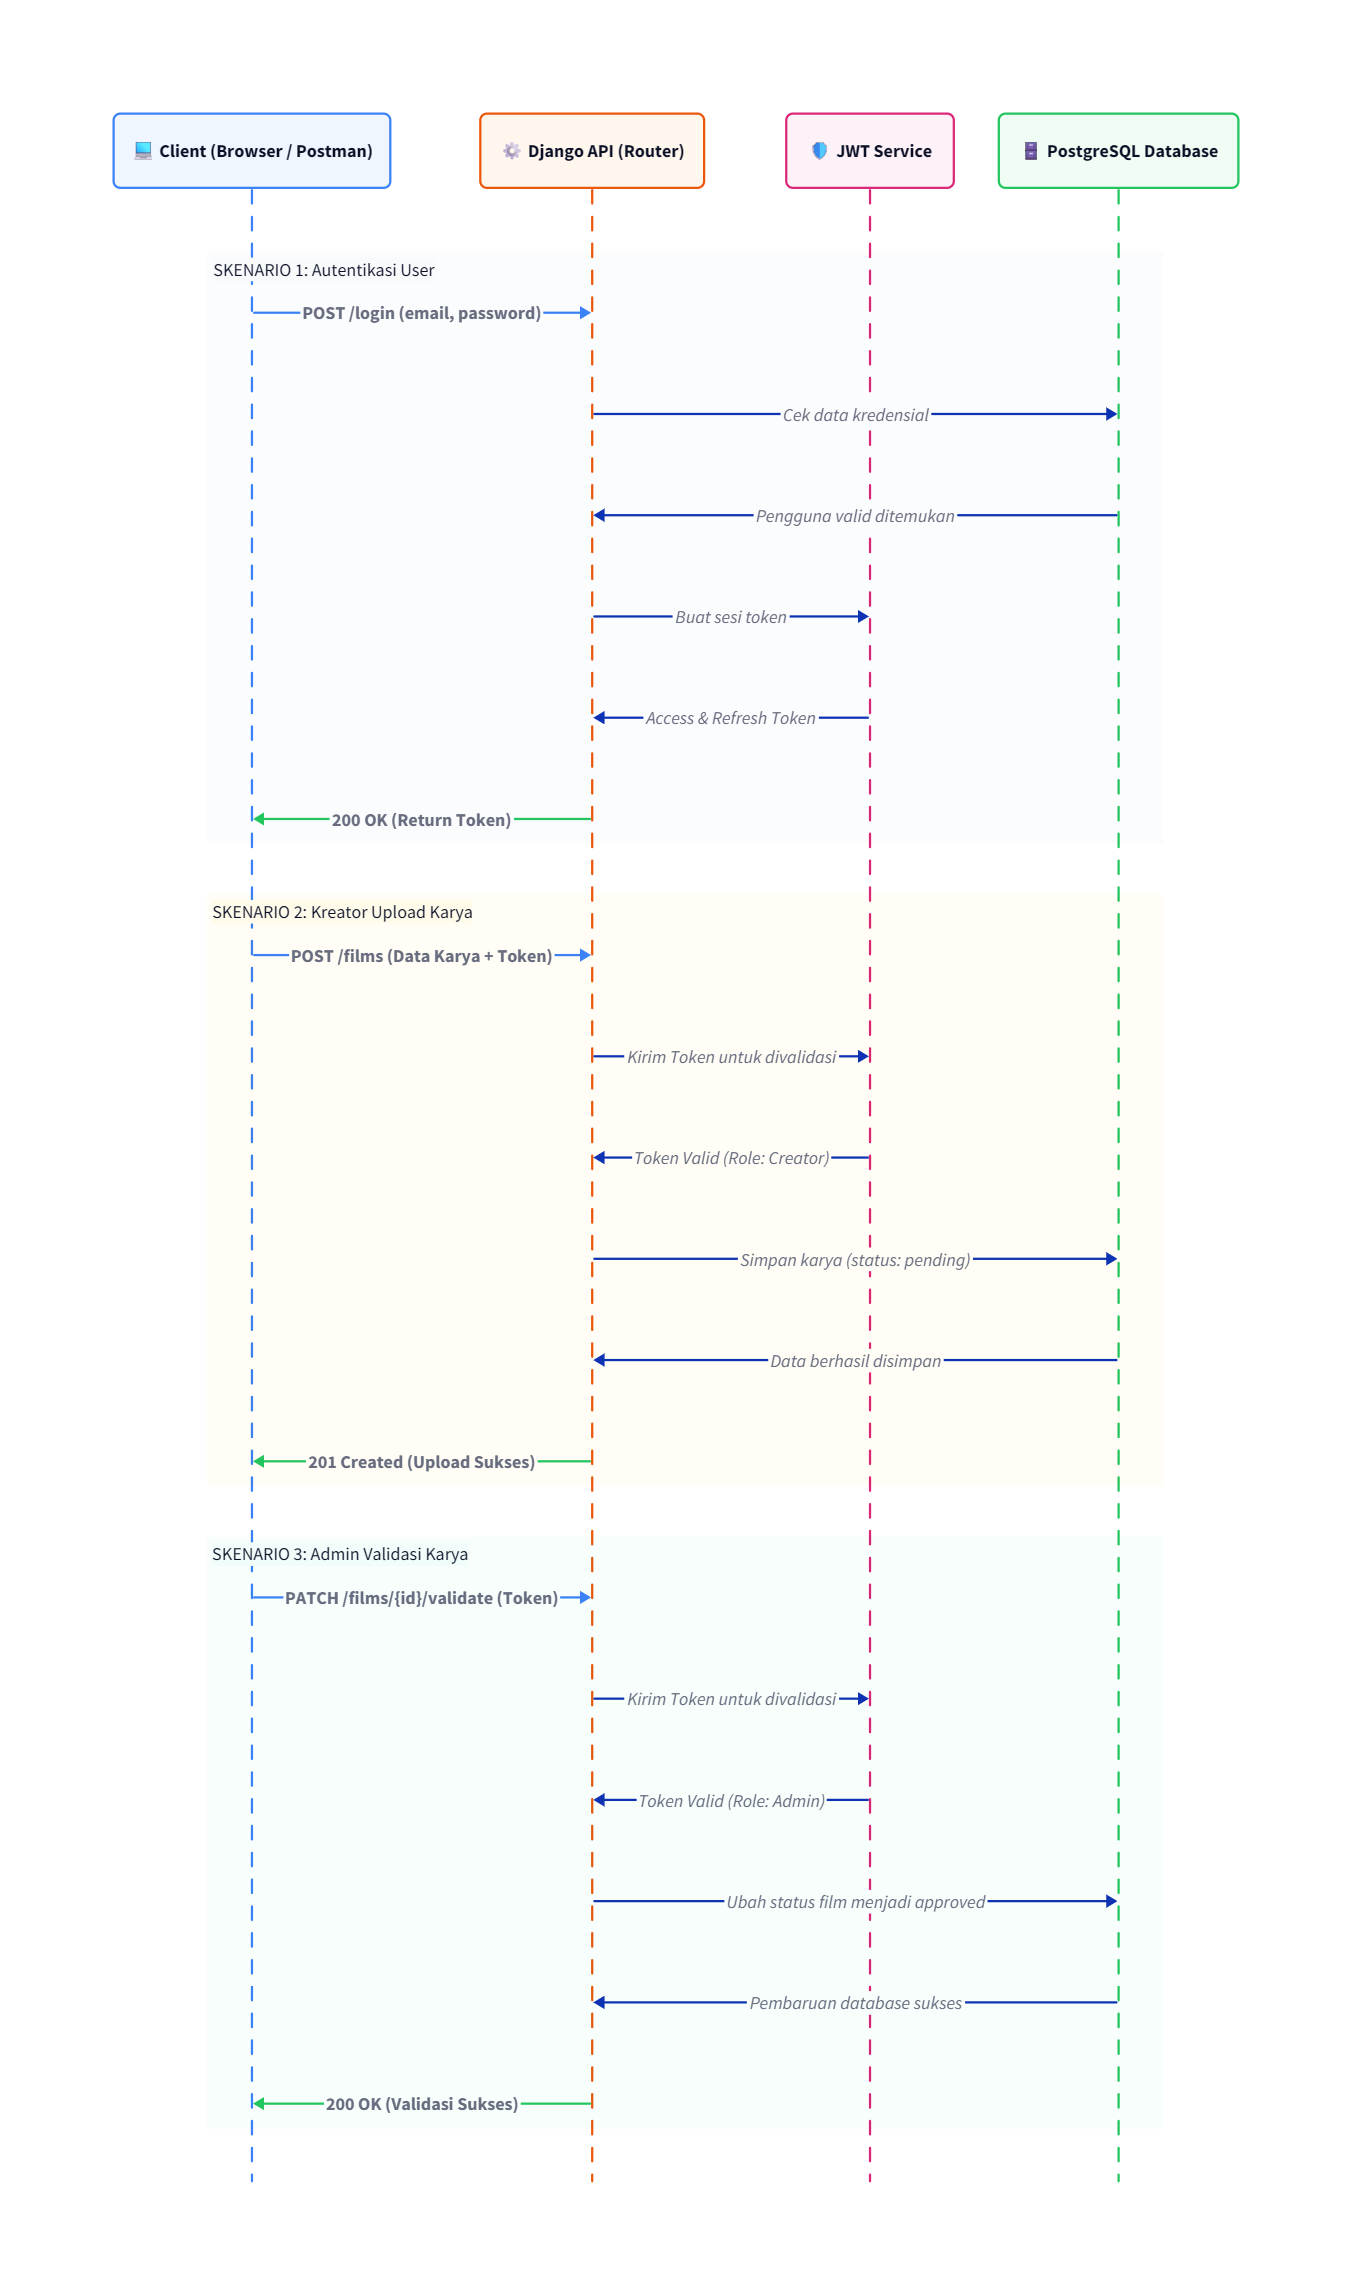 Client (Browser / Postman)
Django API (Router)
JWT Service
PostgreSQL Database
SKENARIO 1: Autentikasi User
POST /login (email, password)
Cek data kredensial
Pengguna valid ditemukan
Buat sesi token
Access & Refresh Token
200 OK (Return Token)
SKENARIO 2: Kreator Upload Karya
POST /films (Data Karya + Token)
Kirim Token untuk divalidasi
Token Valid (Role: Creator)
Simpan karya (status: pending)
Data berhasil disimpan
201 Created (Upload Sukses)
SKENARIO 3: Admin Validasi Karya
PATCH /films/{id}/validate (Token)
Kirim Token untuk divalidasi
Token Valid (Role: Admin)
Ubah status film menjadi approved
Pembaruan database sukses
200 OK (Validasi Sukses)